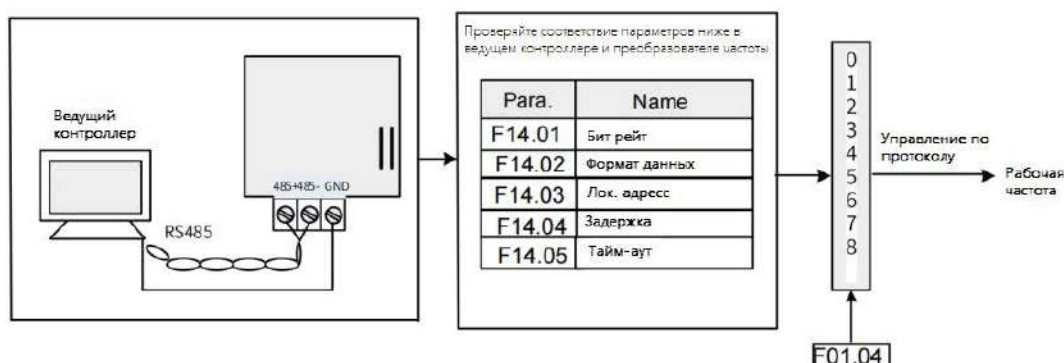 Ведущий
контроллер
485+485- GND
RS485
Проверяйте соответствие параметров ниже в
ведущем контроллере и преобразователе частоты
Para. Name
F14.01 Бит рейт
F14.02 Формат данных
F14.03 Лок. адресс
F14.04 Задержка
F14.05 Тайм-аут
0
1
2
3
4
5
6
7
8
Управление по
протоколу
Рабочая
частота
F01.04